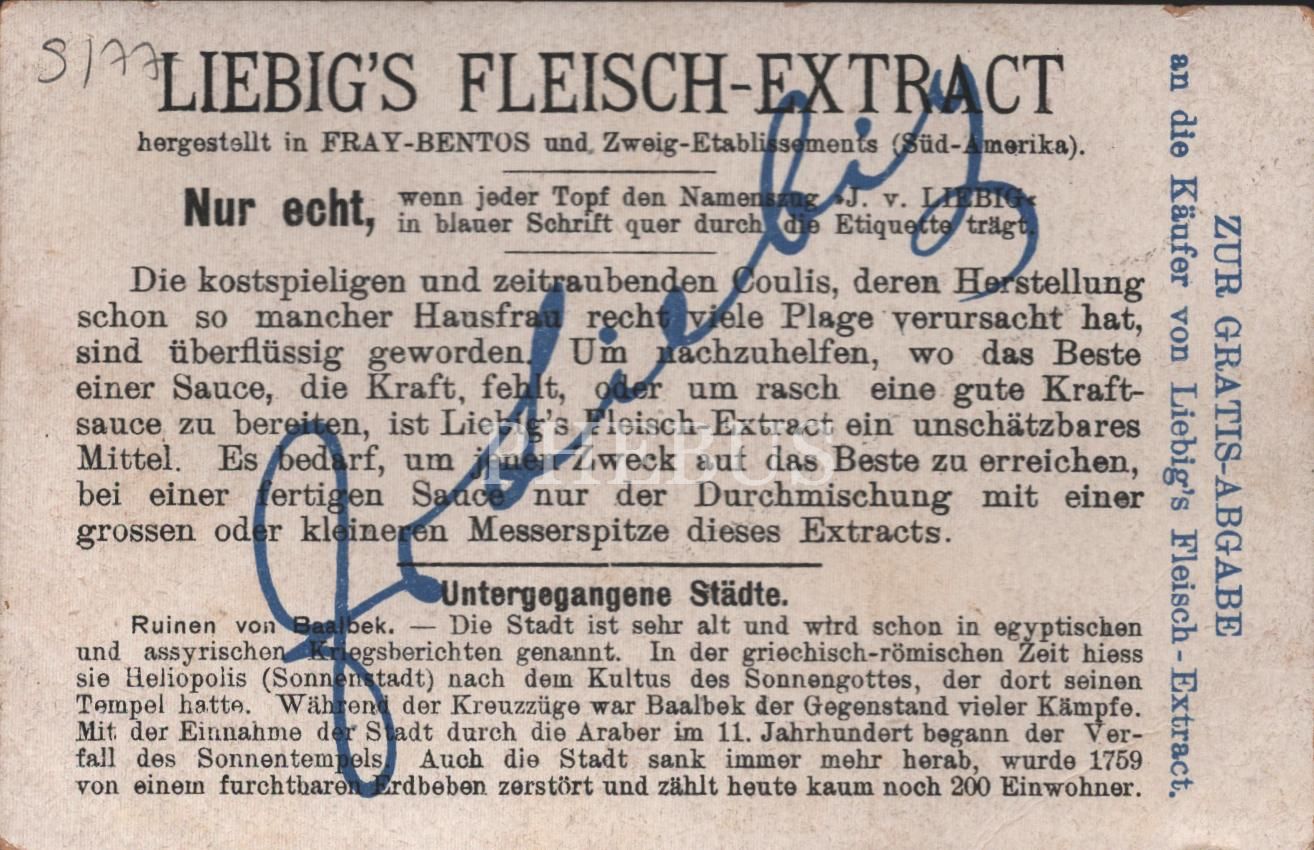 S/77
LIEBIG'S FLEISCH-EXTRACT
hergestellt in FRAY-BENTOS und Zweig-Etablissements (Süd-Amerika).
Nur echt, wenn jeder Topf den Namenszug »J. v. LIEBIG«
in blauer Schrift quer durch die Etiquette trägt.
Die kostspieligen und zeitraubenden Coulis, deren Herstellung
schon so mancher Hausfrau recht viele Plage verursacht hat,
sind überflüssig geworden. Um nachzuhelfen, wo das Beste
einer Sauce, die Kraft, fehlt, oder um rasch eine gute Kraft-
sauce zu bereiten, ist Liebig's Fleisch-Extract ein unschätzbares
Mittel. Es bedarf, um jenen Zweck auf das Beste zu erreichen,
bei einer fertigen Sauce nur der Durchmischung mit einer
grossen oder kleineren Messerspitze dieses Extracts.
Untergegangene Städte.
Ruinen von Baalbek. — Die Stadt ist sehr alt und wird schon in egyptischen
und assyrischen Kriegsberichten genannt. In der griechisch-römischen Zeit hiess
sie Heliopolis (Sonnenstadt) nach dem Kultus des Sonnengottes, der dort seinen
Tempel hatte. Während der Kreuzzüge war Baalbek der Gegenstand vieler Kämpfe.
Mit der Einnahme der Stadt durch die Araber im 11. Jahrhundert begann der Ver-
fall des Sonnentempels. Auch die Stadt sank immer mehr herab, wurde 1759
von einem furchtbaren Erdbeben zerstört und zählt heute kaum noch 200 Einwohner.
ZUR GRATIS-ABGABE
an die Käufer von Liebig's Fleisch-Extract.
J v Liebig
PHEBUS